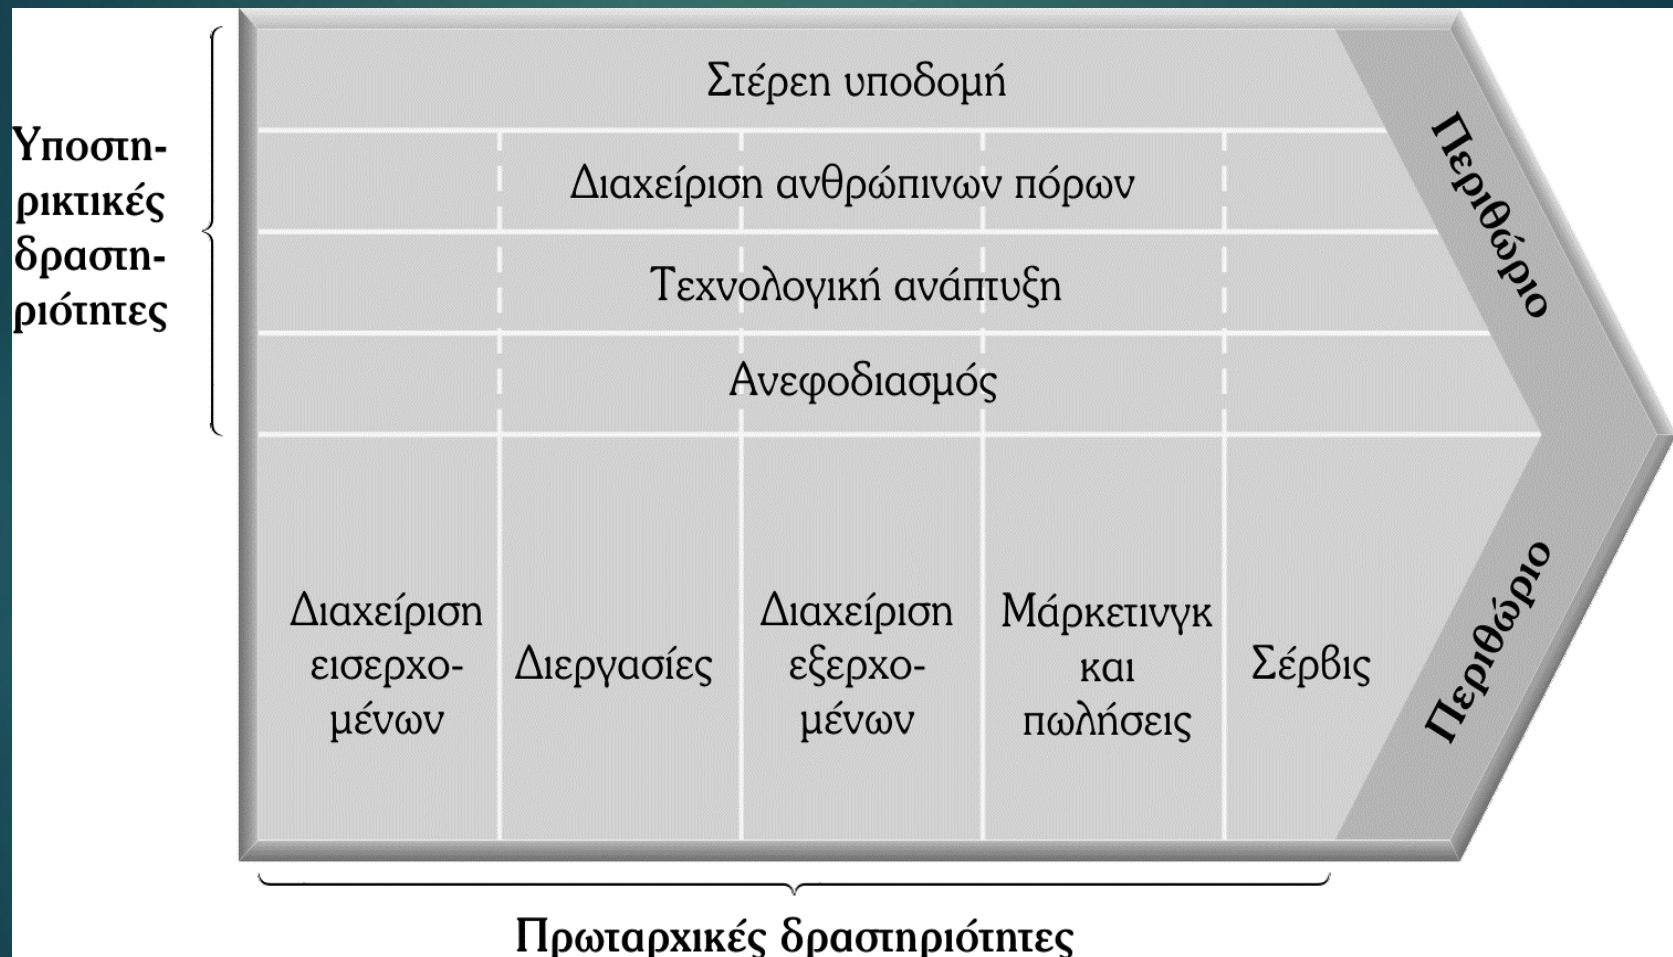 Στέρεη υποδομή
Υποστη-
ρικτικές
δραστη-
ριότητες
Διαχείριση ανθρώπινων πόρων
Τεχνολογική ανάπτυξη
Ανεφοδιασμός
Περιθώριο
Διαχείριση
εισερχο-
μένων
Διεργασίες
Διαχείριση
εξερχο-
μένων
Μάρκετινγκ
και
πωλήσεις
Σέρβις
Περιθώριο
Πρωταρχικές δραστηριότητες